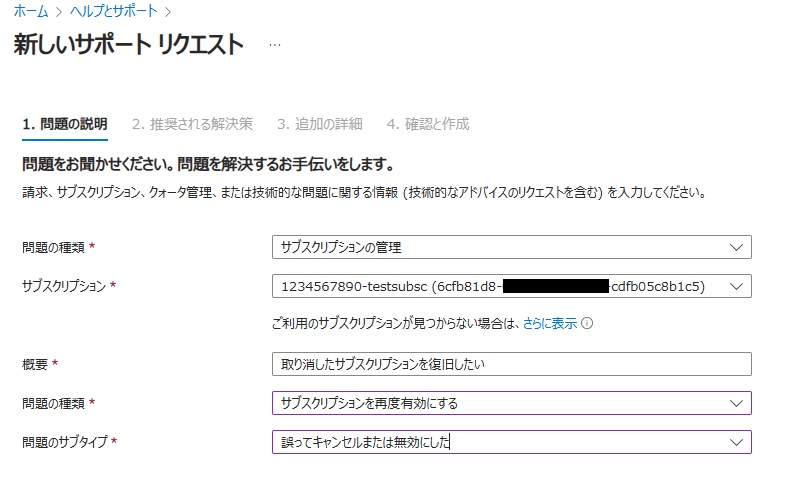 ホーム > ヘルプとサポート >
新しいサポート リクエスト ...
1. 問題の説明 2. 推奨される解決策 3. 追加の詳細 4. 確認と作成
問題をお聞かせください。問題を解決するお手伝いをします。
請求、サブスクリプション、クォータ管理、または技術的な問題に関する情報 (技術的なアドバイスのリクエストを含む) を入力してください。
問題の種類 * サブスクリプションの管理
サブスクリプション * 1234567890-testsubsc (6cfb81d8- -cdfb05c8b1c5)
ご利用のサブスクリプションが見つからない場合は、さらに表示
概要 * 取り消したサブスクリプションを復旧したい
問題の種類 * サブスクリプションを再度有効にする
問題のサブタイプ * 誤ってキャンセルまたは無効にした